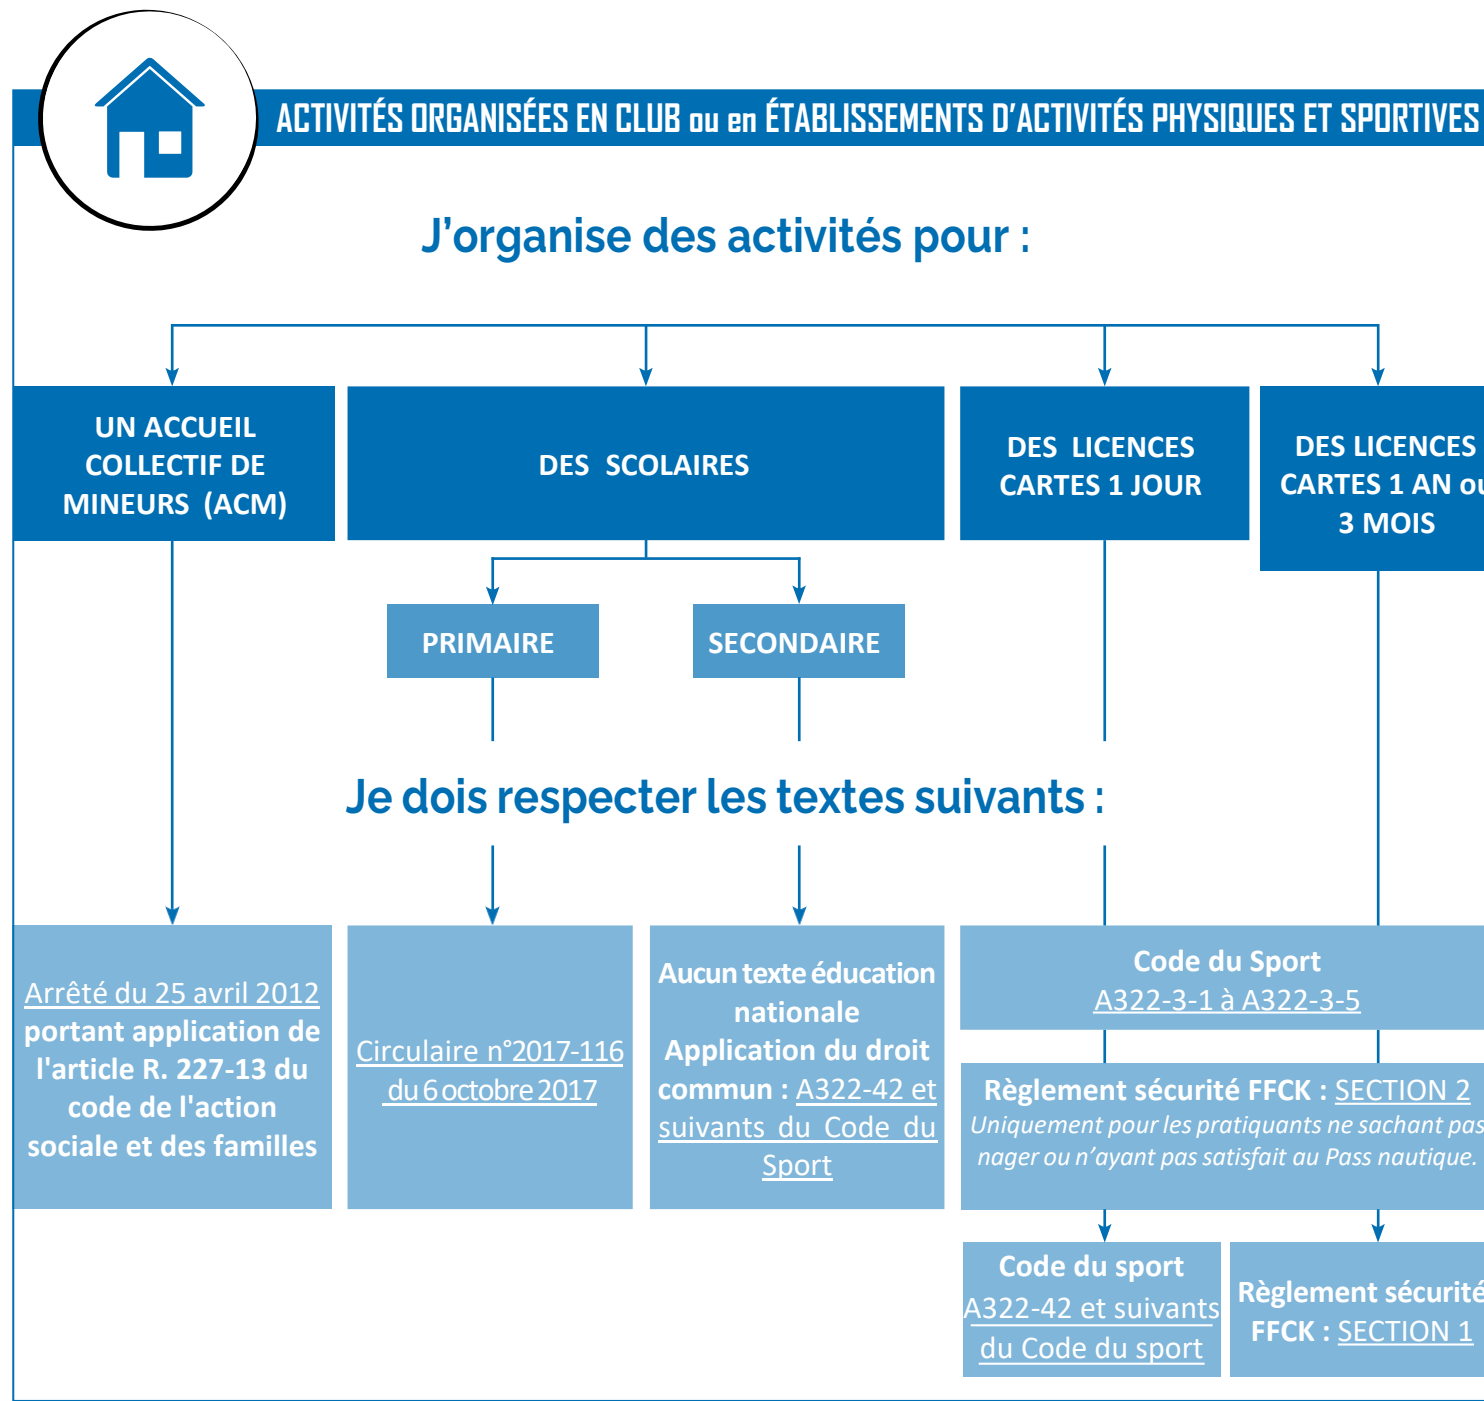 ACTIVITÉS ORGANISÉES EN CLUB ou en ÉTABLISSEMENTS D'ACTIVITÉS PHYSIQUES ET SPORTIVES
J'organise des activités pour :
UN ACCUEIL
COLLECTIF DE
MINEURS (ACM)
DES SCOLAIRES
DES LICENCES
CARTES 1 JOUR
DES LICENCES
CARTES 1 AN ou
3 MOIS
PRIMAIRE
SECONDAIRE
Je dois respecter les textes suivants :
Arrêté du 25 avril 2012
portant application de
l'article R. 227-13 du
code de l'action
sociale et des familles
Circulaire n°2017-116
du 6 octobre 2017
Aucun texte éducation
nationale
Application du droit
commun : A322-42 et
suivants du Code du
Sport
Code du Sport
A322-3-1 à A322-3-5
Règlement sécurité FFCK : SECTION 2
Uniquement pour les pratiquants ne sachant pas
nager ou n'ayant pas satisfait au Pass nautique.
Code du sport
A322-42 et suivants
du Code du sport
Règlement sécurité
FFCK : SECTION 1